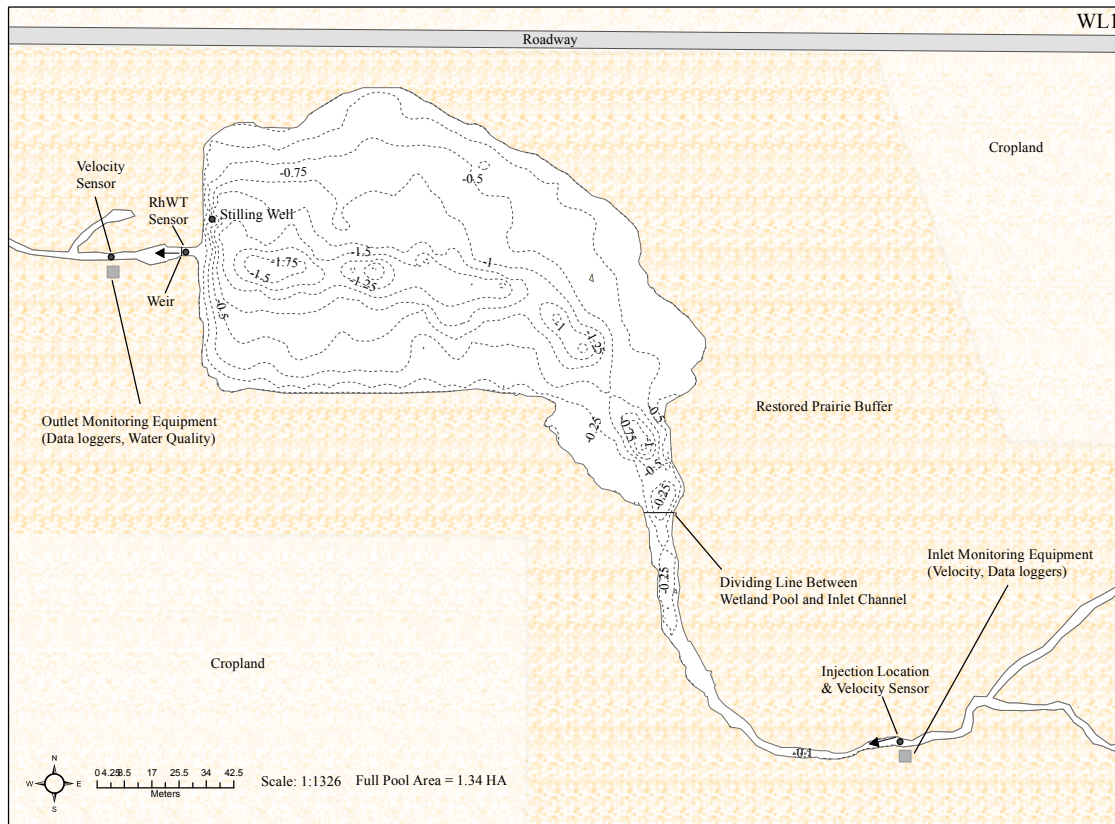 WL1
Roadway
Cropland
-0.75
-0.5
Velocity
Sensor
RhWT
Sensor
Stilling Well
-1.75
-1.5
-1.5
-1.25
-1
Weir
-0.5
-1
-1.25
Outlet Monitoring Equipment
(Data loggers, Water Quality)
Restored Prairie Buffer
-0.5
-0.75
-0.25
-1
-0.5
-0.25
Inlet Monitoring Equipment
(Velocity, Data loggers)
-0.25
Dividing Line Between
Wetland Pool and Inlet Channel
Cropland
Injection Location
& Velocity Sensor
-0.1
N
W E
S
0 4.25 8.5 17 25.5 34 42.5
Meters
Scale: 1:1326 Full Pool Area = 1.34 HA